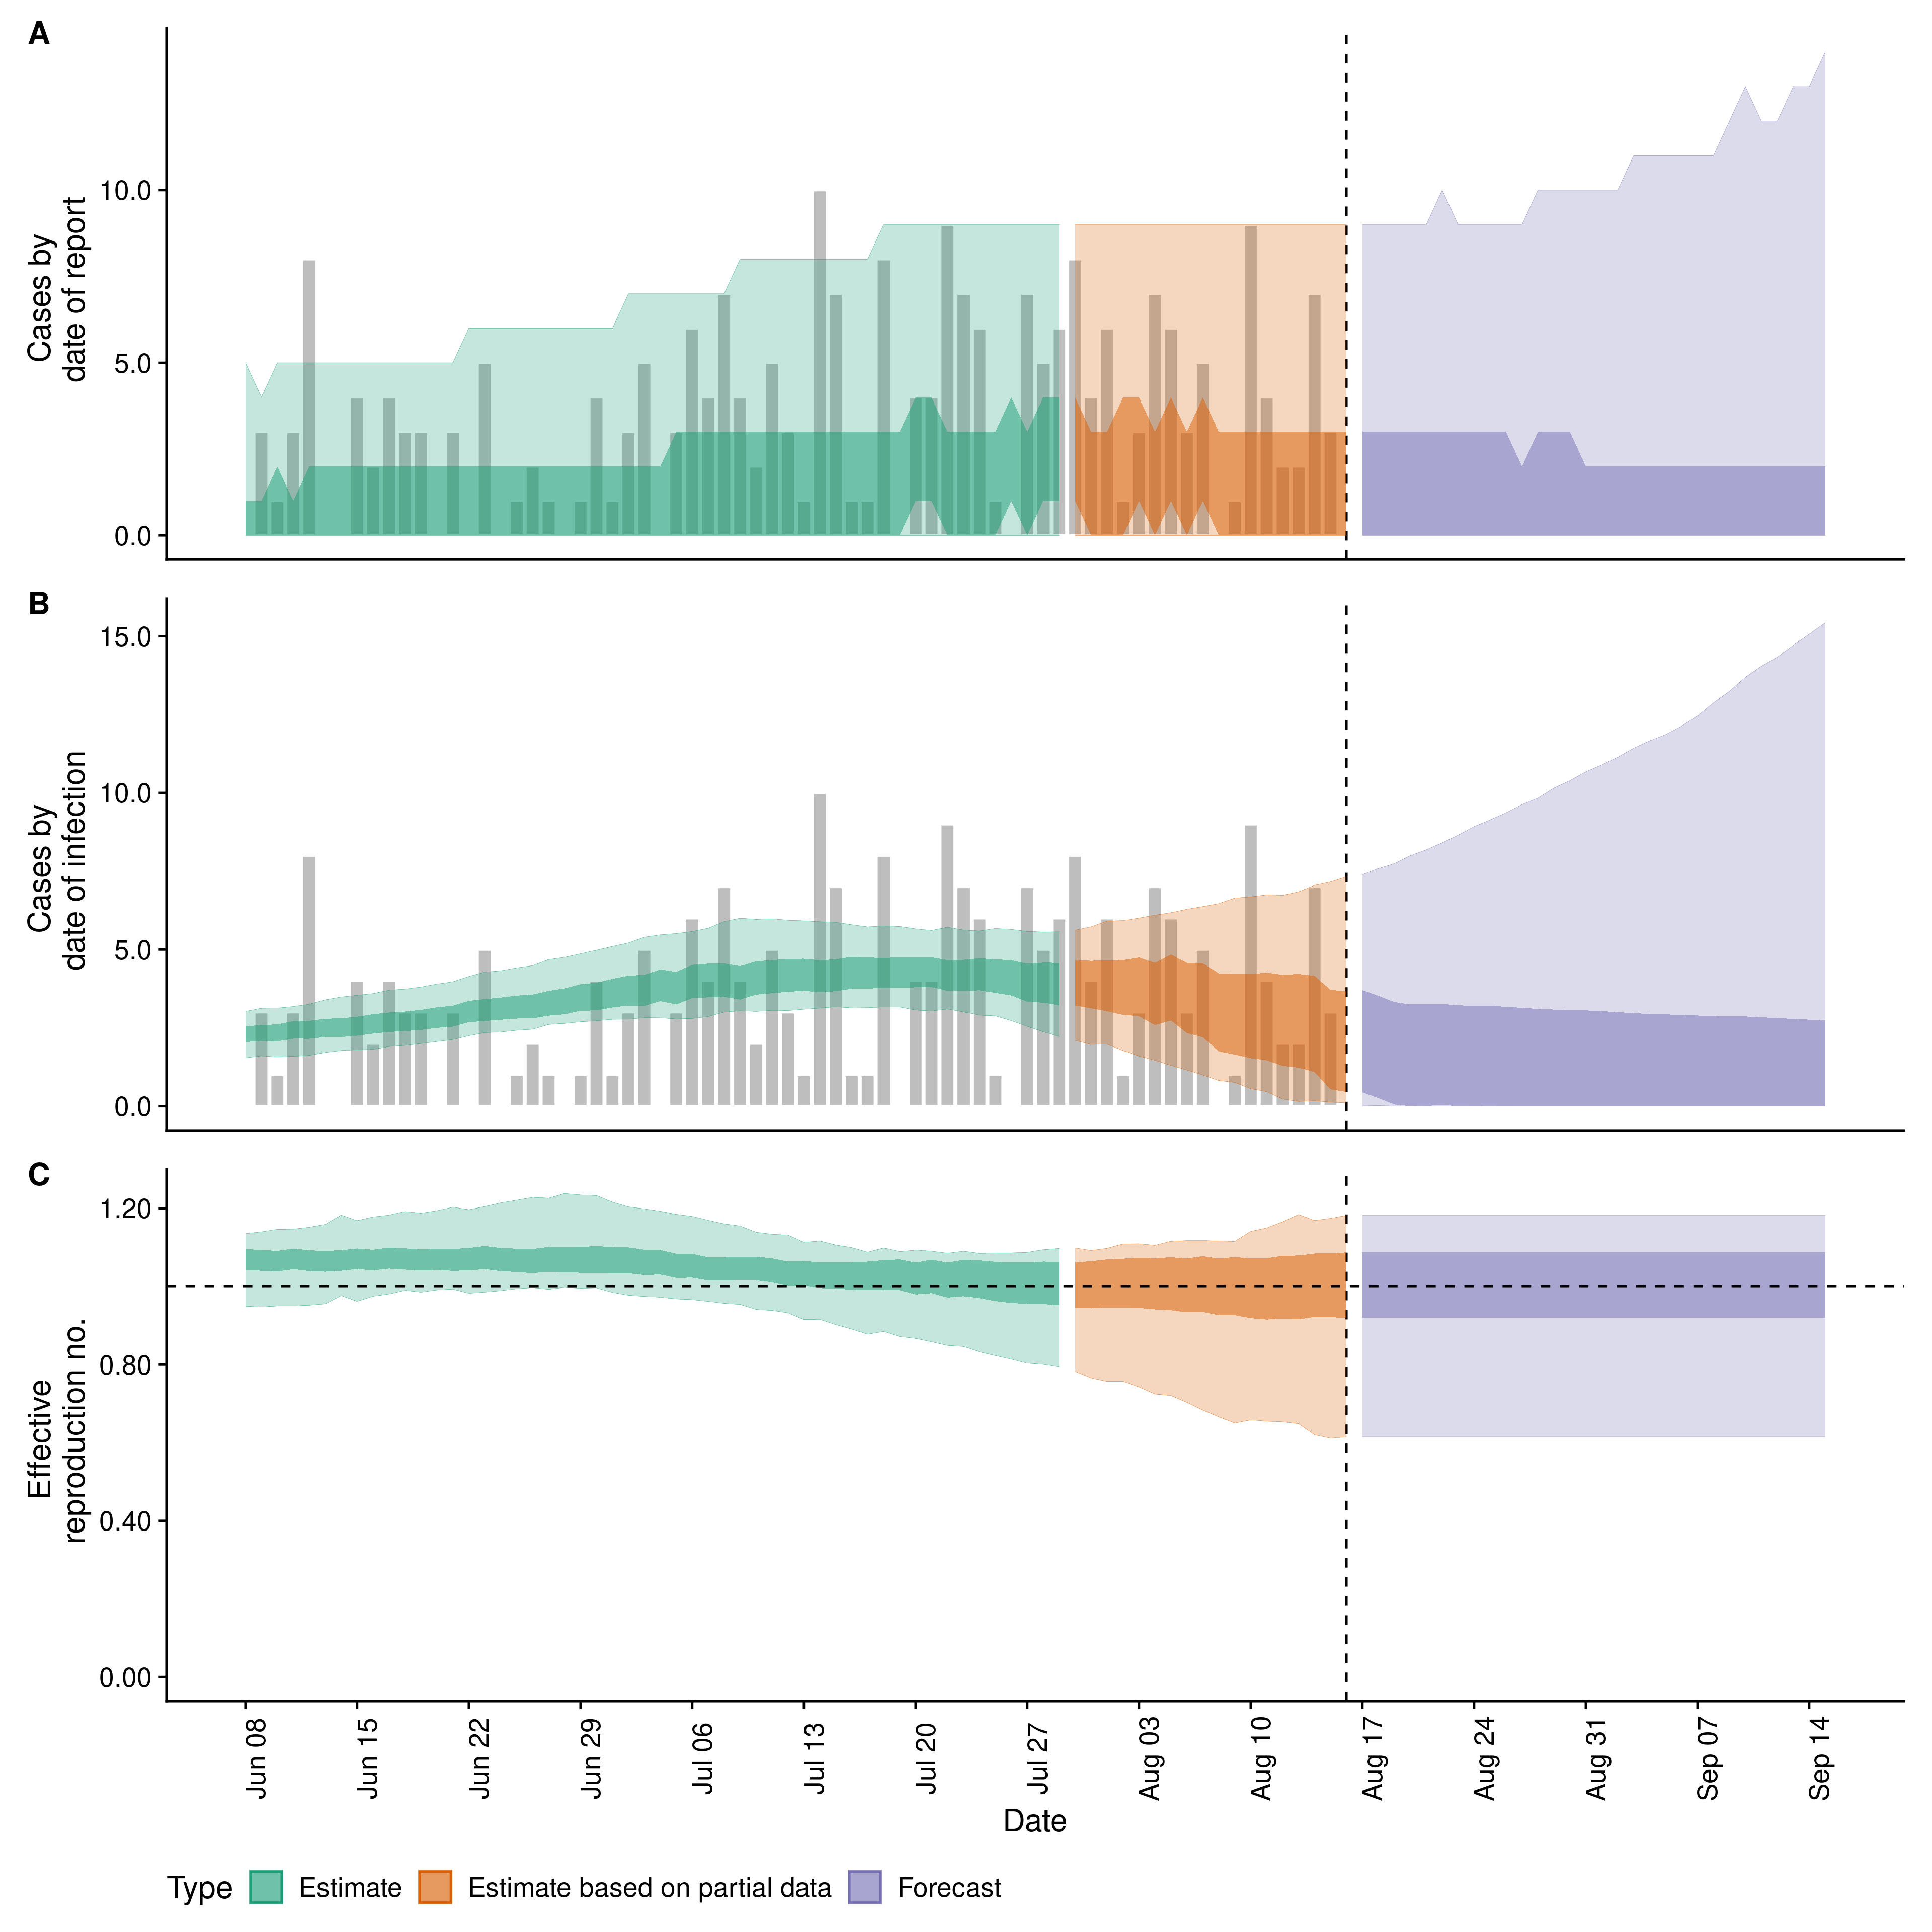 A
Cases by
date of report
10.0
5.0
0.0
B
Cases by
date of infection
15.0
10.0
5.0
0.0
C
Effective
reproduction no.
1.20
0.80
0.40
0.00
Jun 08
Jun 15
Jun 22
Jun 29
Jul 06
Jul 13
Jul 20
Jul 27
Aug 03
Aug 10
Aug 17
Aug 24
Aug 31
Sep 07
Sep 14
Date
Type Estimate Estimate based on partial data Forecast